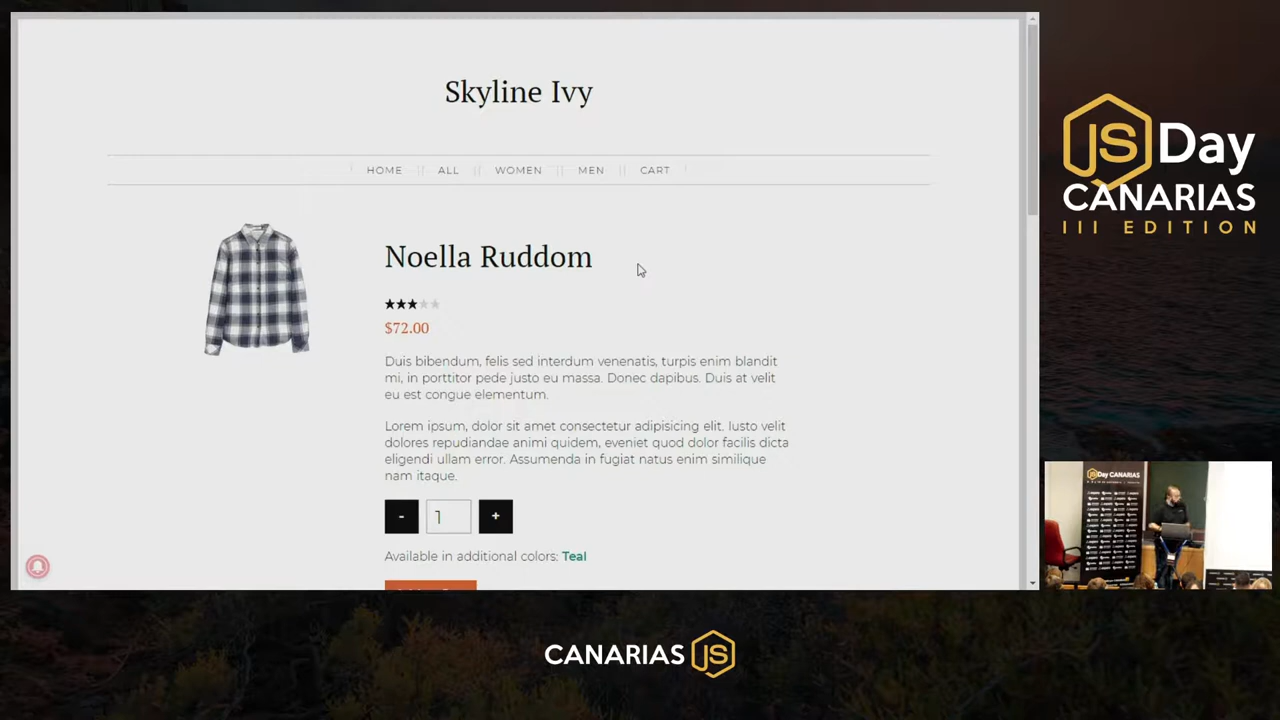 Skyline Ivy
HOME
ALL
WOMEN
MEN
CART
Noella Ruddom
$72.00
Duis bibendum, felis sed interdum venenatis, turpis enim blandit
mi, in porttitor pede justo eu massa. Donec dapibus. Duis at velit
eu est congue elementum.
Lorem ipsum, dolor sit amet consectetur adipisicing elit. Iusto velit
dolores repudiandae animi quidem, eveniet quod dolor facilis dicta
eligendi ullam error. Assumenda in fugiat natus enim similique
nam itaque.
- 1 +
Available in additional colors: Teal
JS Day
CANARIAS
III EDITION
JSDay CANARIAS
CANARIAS JS